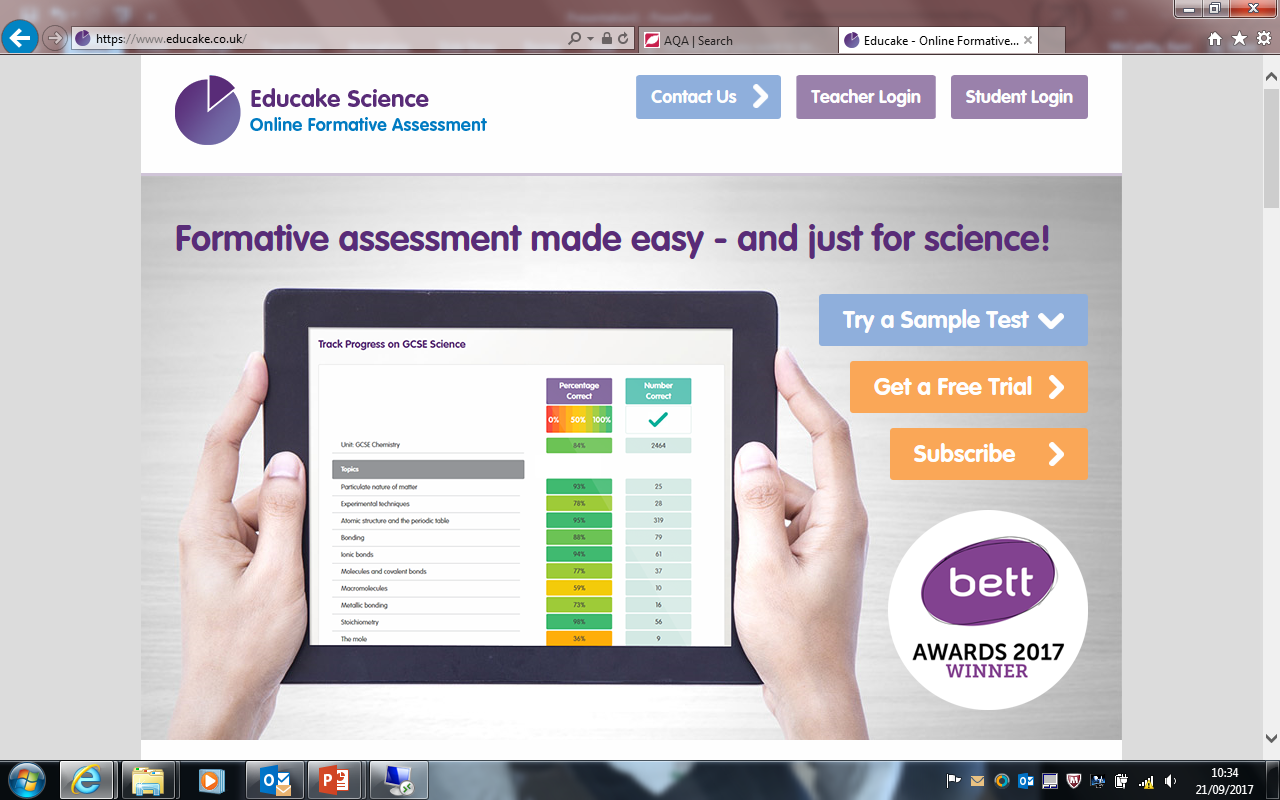 https://www.educake.co.uk/
AQA | Search
Educake - Online Formative...
Educake Science
Online Formative Assessment
Contact Us
Teacher Login
Student Login
Formative assessment made easy - and just for science!
Try a Sample Test
Get a Free Trial
Subscribe
Track Progress on GCSE Science
Percentage Correct
Number Correct
0% 50% 100%
Unit: GCSE Chemistry 84% 2464
Topics
Particulate nature of matter 93% 25
Experimental techniques 78% 28
Atomic structure and the periodic table 95% 319
Bonding 88% 79
Ionic bonds 94% 61
Molecules and covalent bonds 77% 37
Macromolecules 59% 10
Metallic bonding 73% 16
Stoichiometry 98% 56
The mole 36% 9
bett
AWARDS 2017
WINNER
10:34
21/09/2017